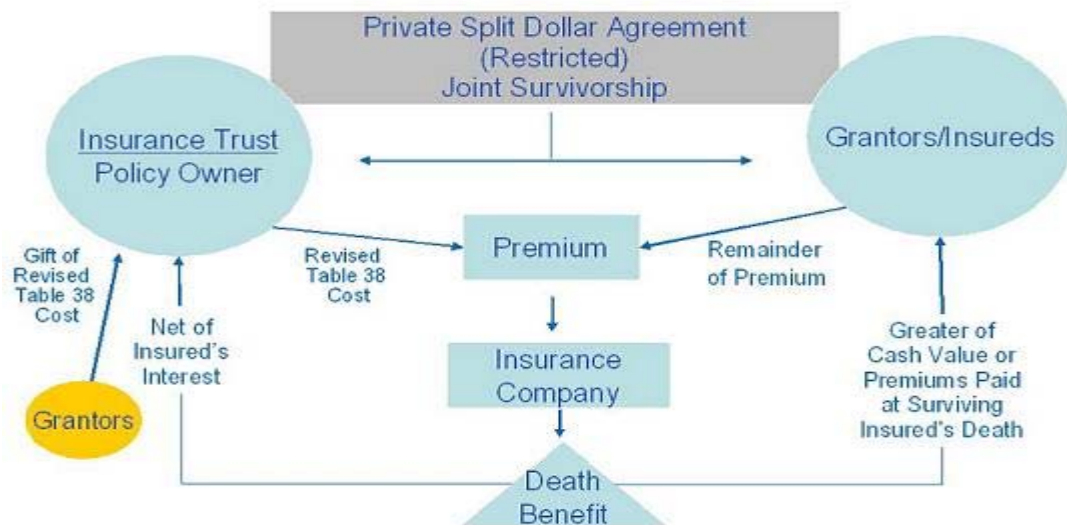 Private Split Dollar Agreement
(Restricted)
Joint Survivorship
Insurance Trust
Policy Owner
Grantors/Insureds
Gift of
Revised
Table 38
Cost
Revised
Table 38
Cost
Premium
Remainder
of Premium
Net of
Insured's
Interest
Insurance
Company
Greater of
Cash Value or
Premiums Paid
at Surviving
Insured's Death
Grantors
Death
Benefit